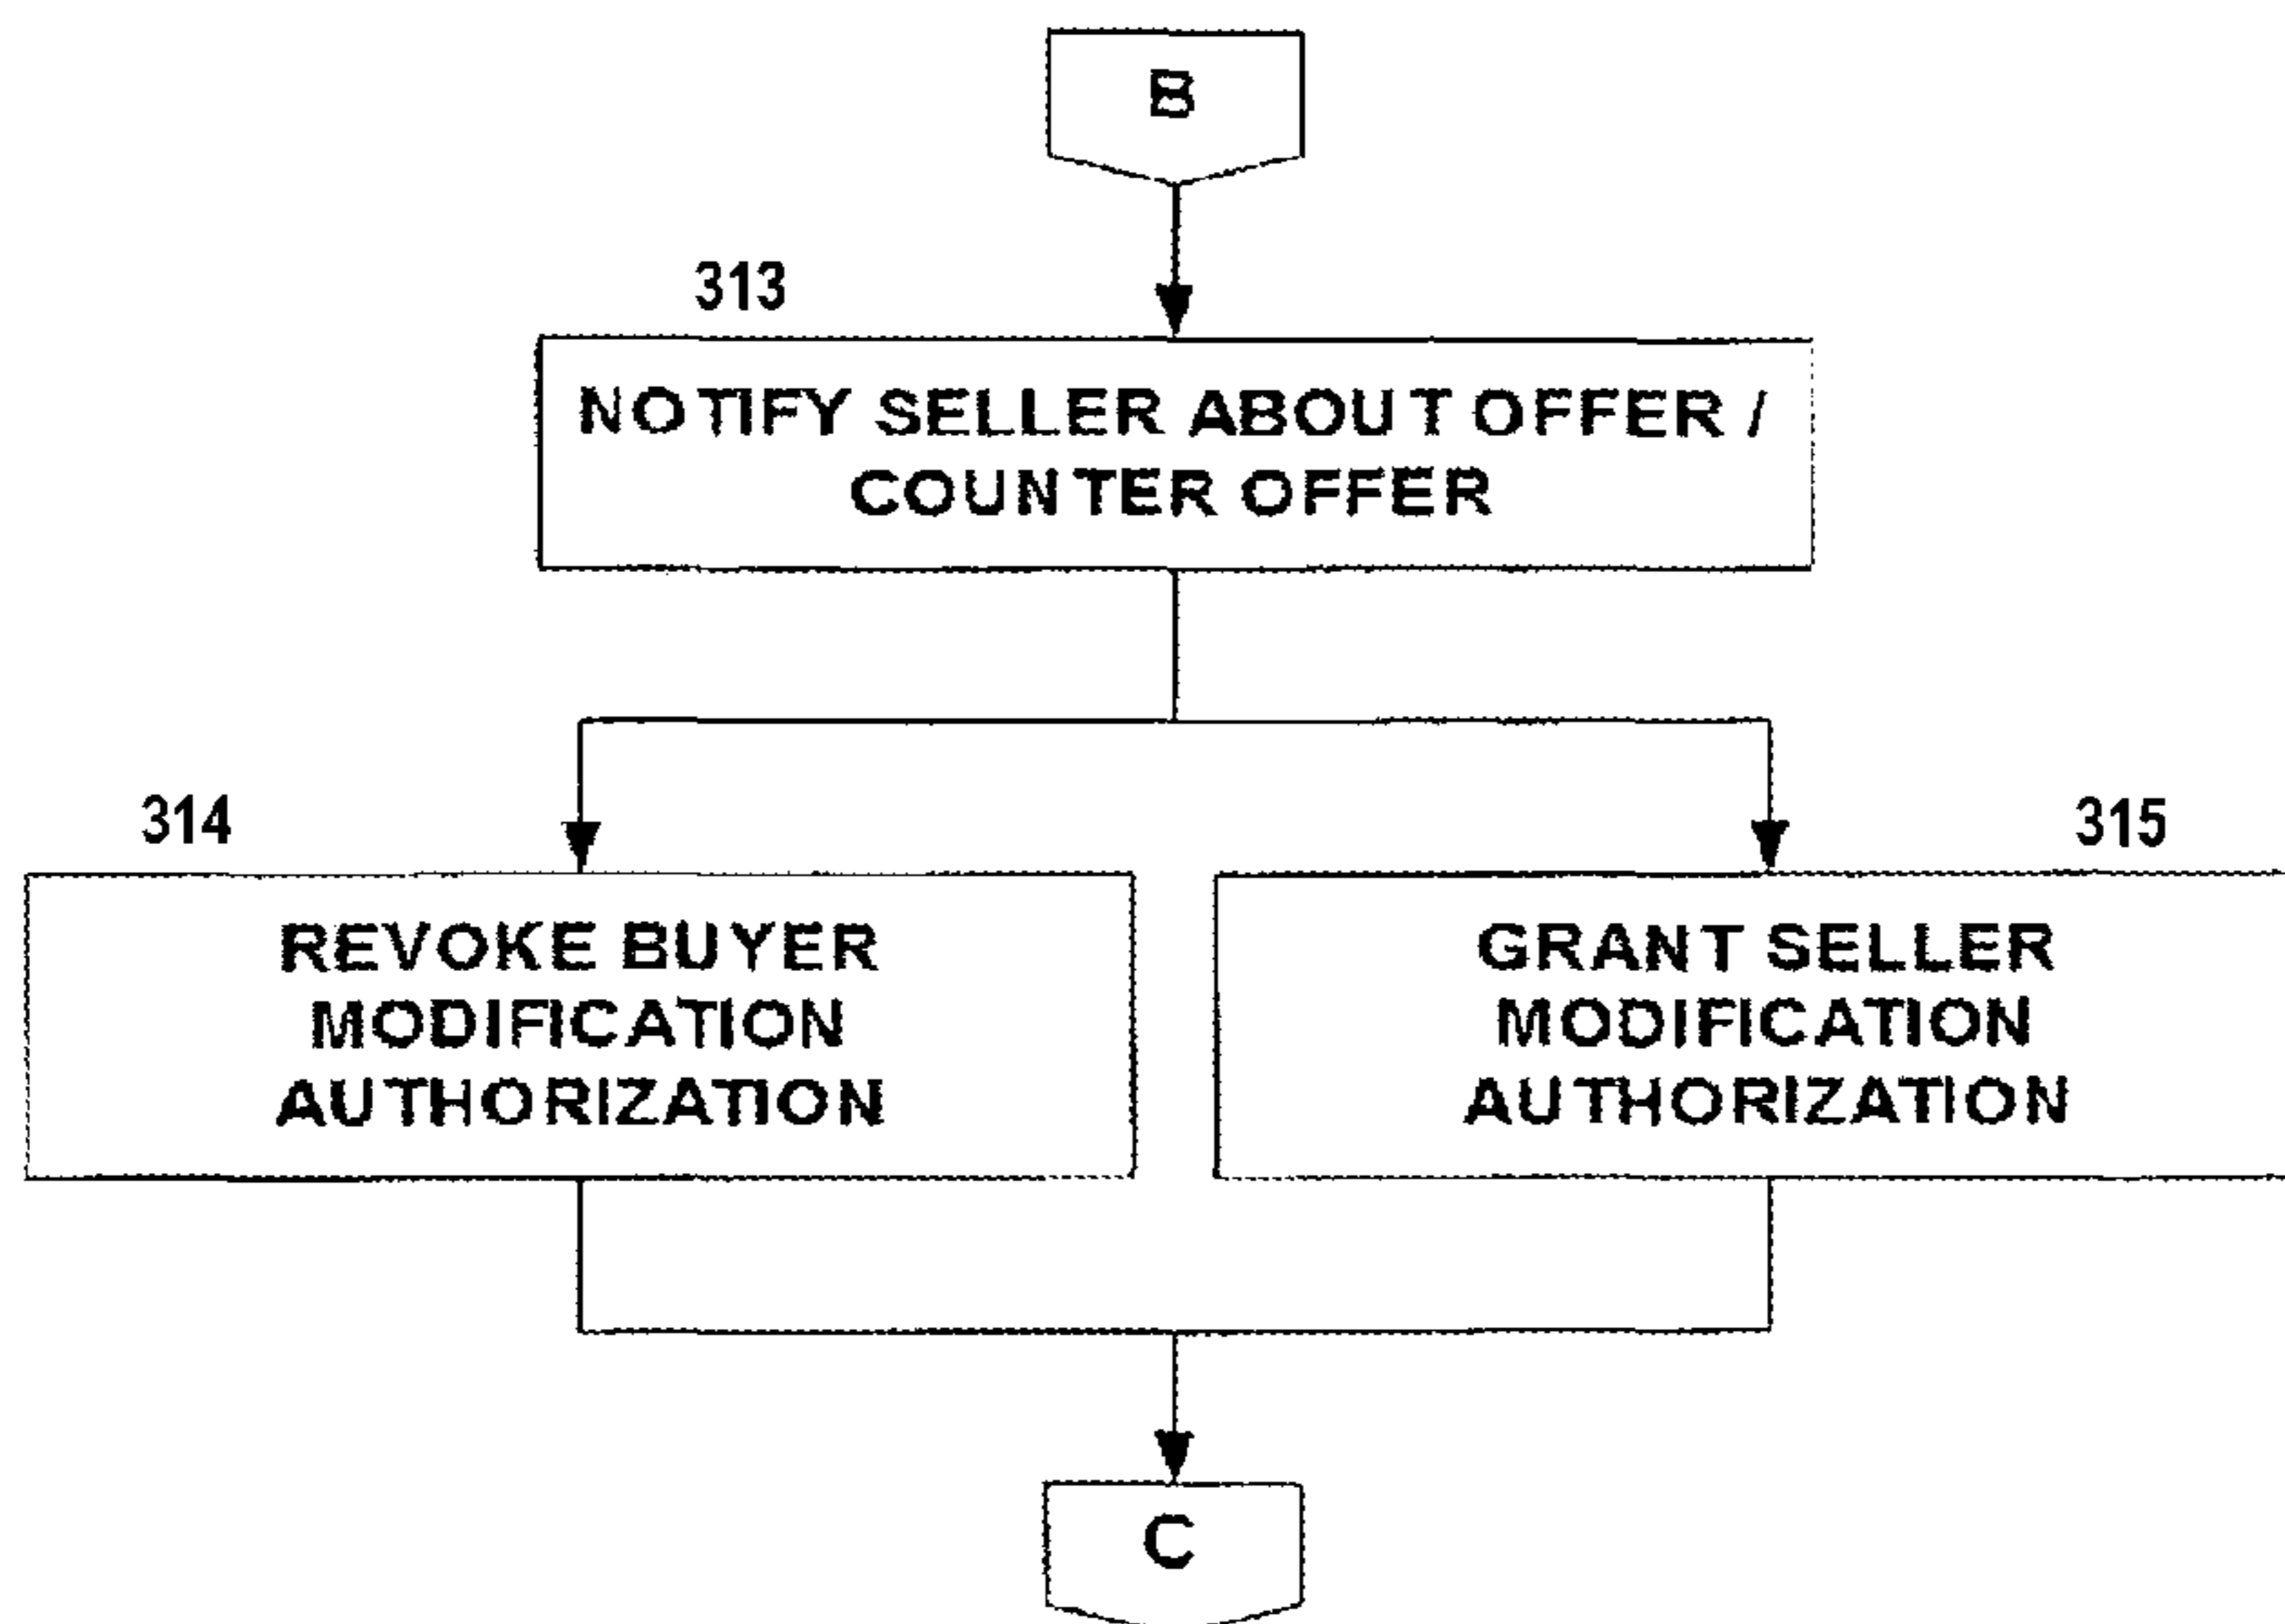 B
313
NOTIFY SELLER ABOUT OFFER /
COUNTER OFFER
314
REVOKE BUYER
MODIFICATION
AUTHORIZATION
315
GRANT SELLER
MODIFICATION
AUTHORIZATION
C